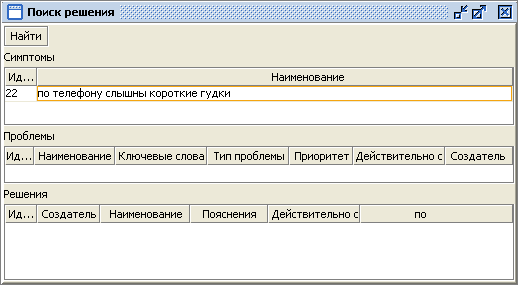 Поиск решения
Найти
Симптомы
Ид... Наименование
22 по телефону слышны короткие гудки
Проблемы
Ид... Наименование Ключевые слова Тип проблемы Приоритет Действительно с Создатель
Решения
Ид... Создатель Наименование Пояснения Действительно с по